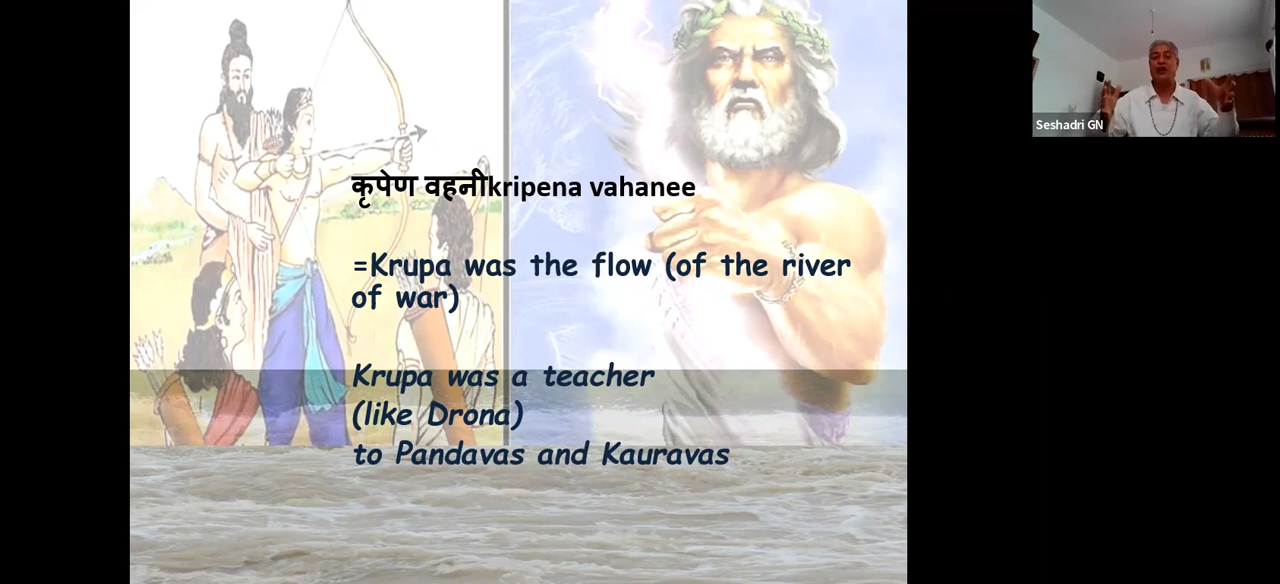 कृपेण वहनीkripena vahanee
=Krupa was the flow (of the river
of war)
Krupa was a teacher
(like Drona)
to Pandavas and Kauravas
Seshadri GN